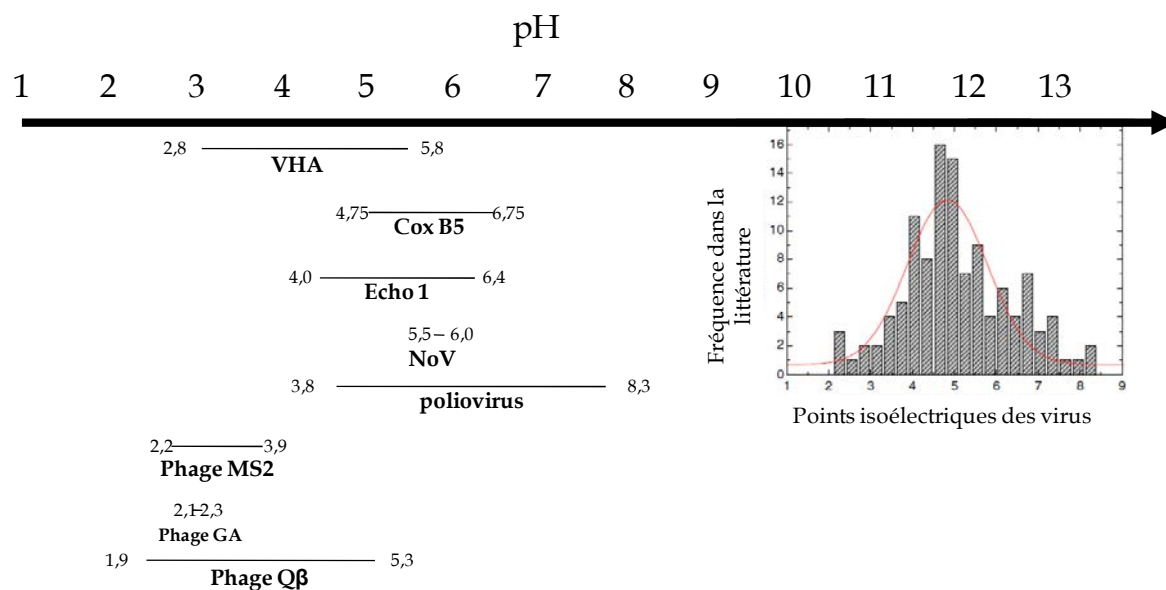 pH
1 2 3 4 5 6 7 8 9 10 11 12 13
2,8 5,8
VHA
4,75 6,75
Cox B5
4,0 6,4
Echo 1
5,5 – 6,0
NoV
3,8 8,3
poliovirus
2,2 3,9
Phage MS2
2,1–2,3
Phage GA
1,9 5,3
Phage Qβ
Fréquence dans la
littérature
16
14
12
10
8
6
4
2
0
1 2 3 4 5 6 7 8 9
Points isoélectriques des virus